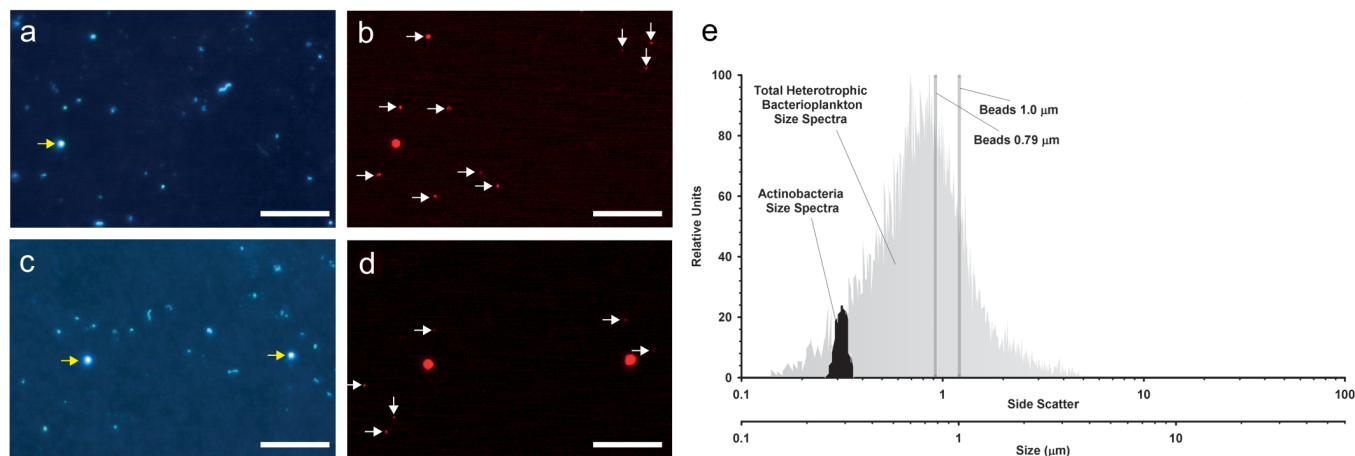 a
b
c
d
e
Total Heterotrophic
Bacterioplankton
Size Spectra
Actinobacteria
Size Spectra
Beads 1.0 µm
Beads 0.79 µm
Relative Units
100
80
60
40
20
0
0.1
1
10
100
Side Scatter
0.1
1
10
Size (µm)